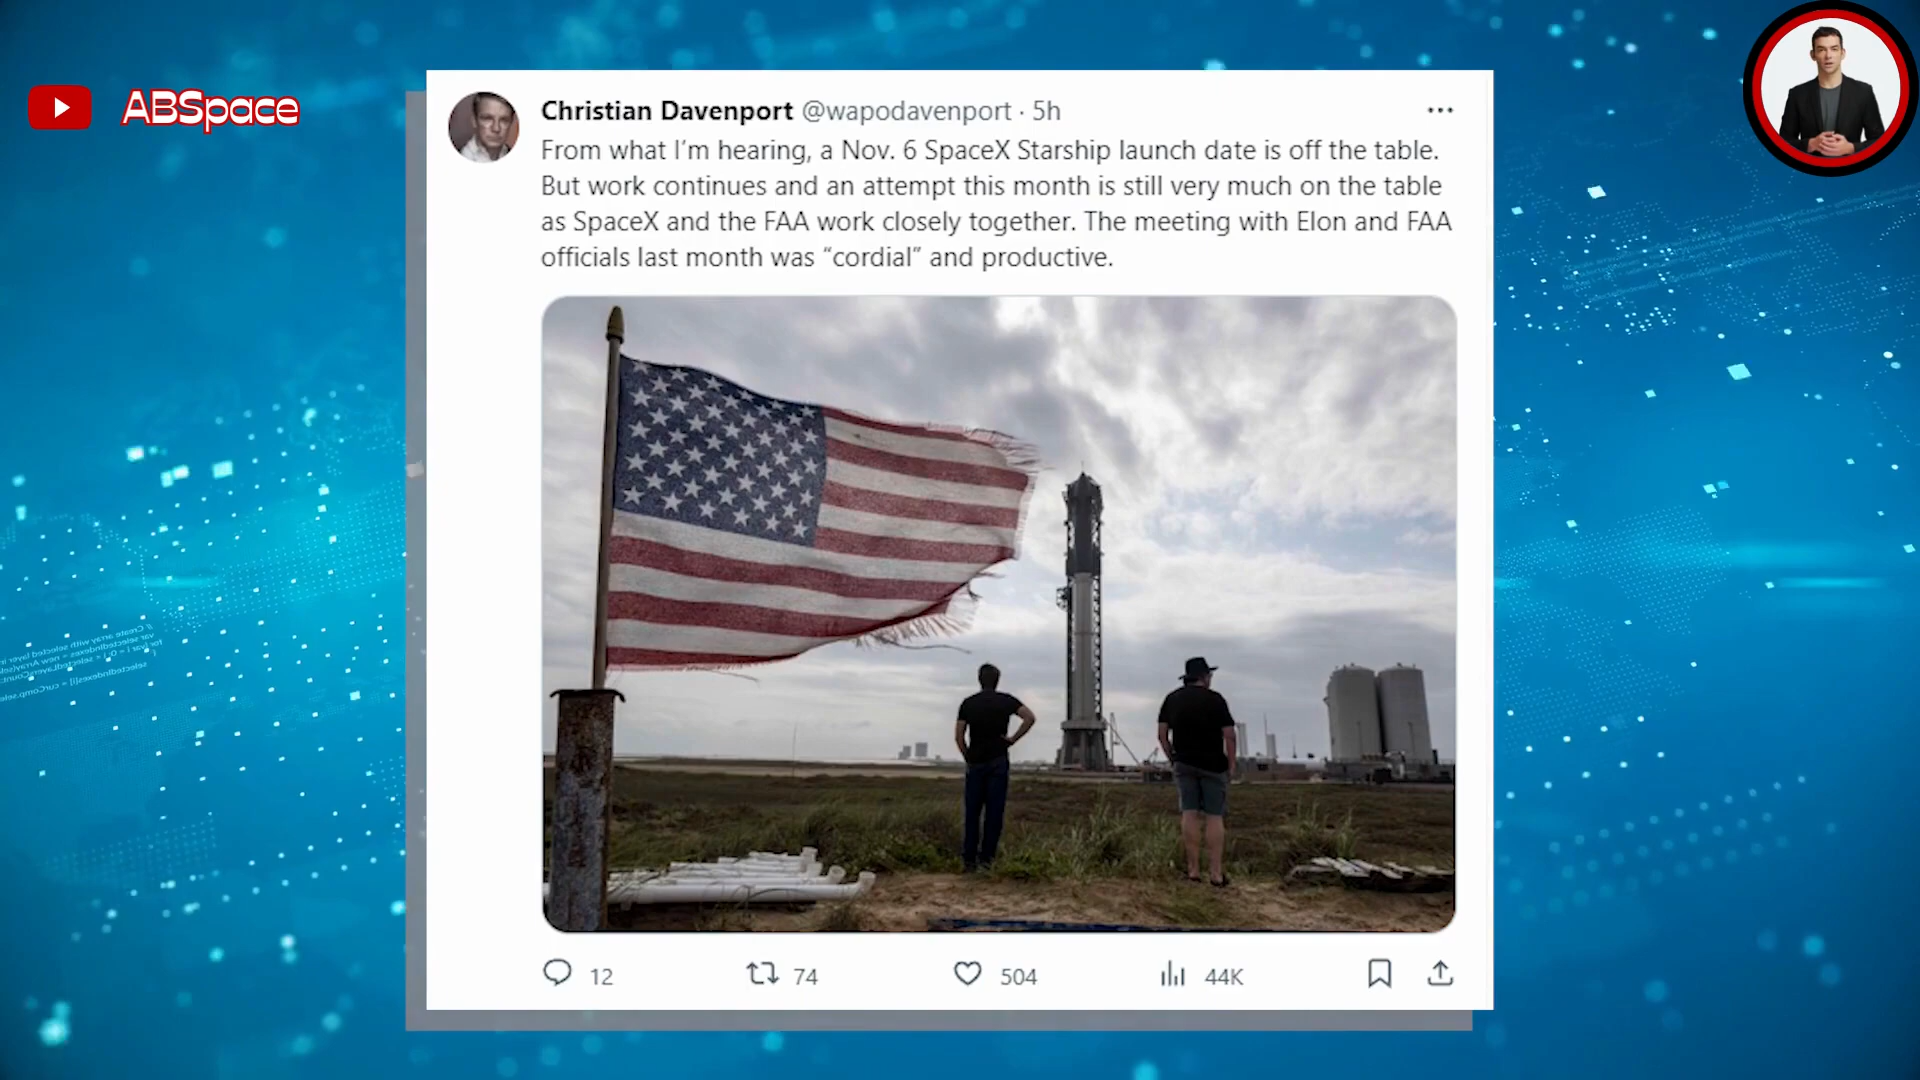 ABSpace
Christian Davenport @wapodavenport · 5h
From what I'm hearing, a Nov. 6 SpaceX Starship launch date is off the table.
But work continues and an attempt this month is still very much on the table
as SpaceX and the FAA work closely together. The meeting with Elon and FAA
officials last month was “cordial” and productive.
12 74 504 44K